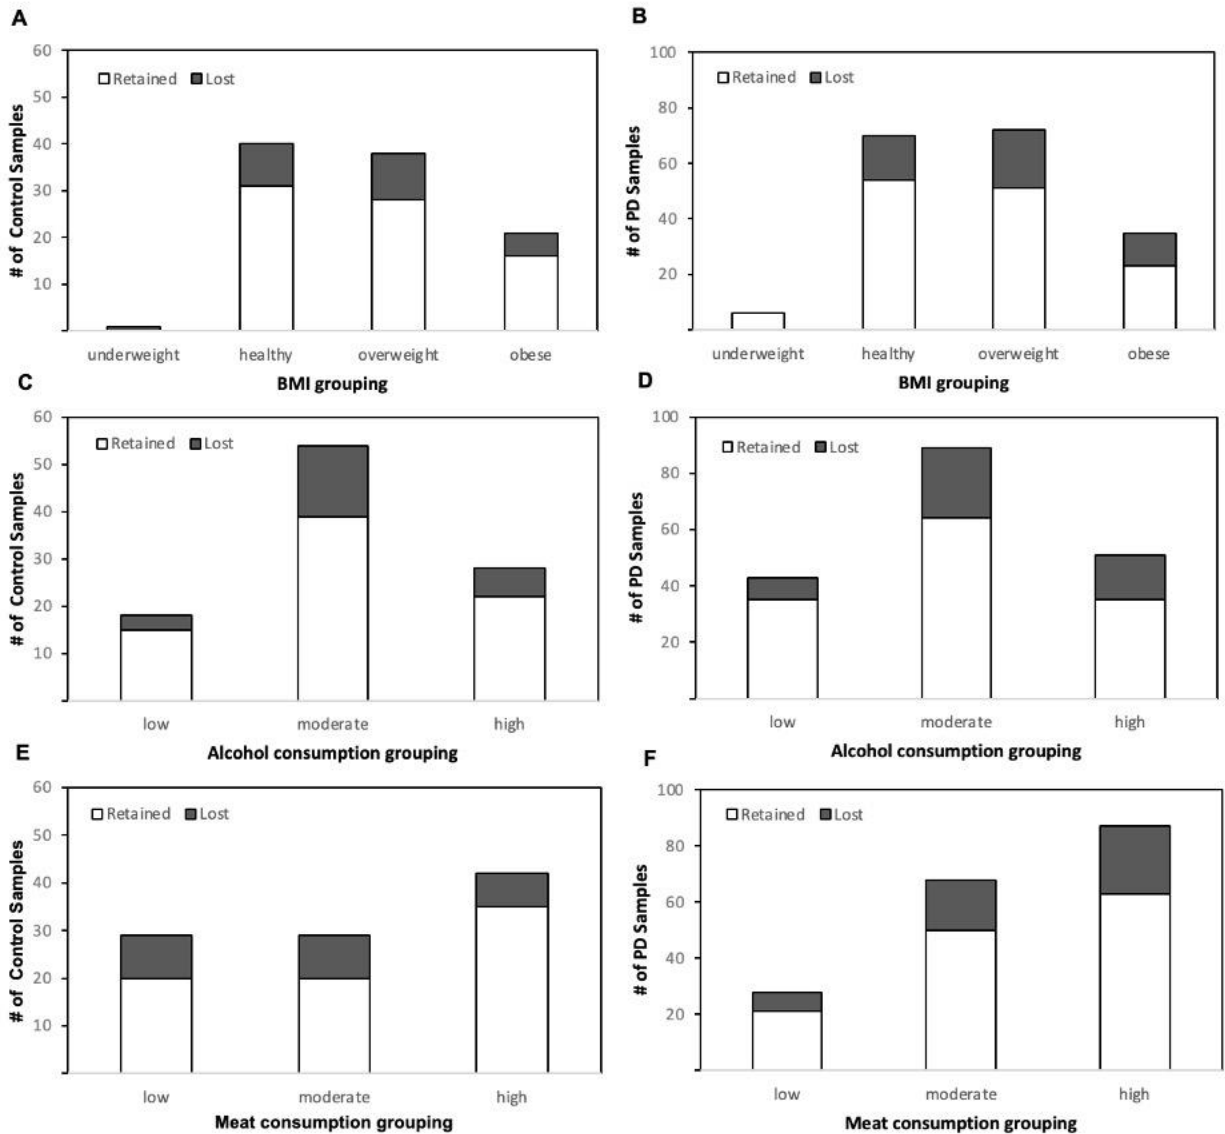 A
60
50
40
30
20
10
# of Control Samples
Retained Lost
underweight healthy overweight obese
BMI grouping
B
100
80
60
40
20
# of PD Samples
Retained Lost
underweight healthy overweight obese
BMI grouping
C
60
50
40
30
20
10
# of Control Samples
Retained Lost
low moderate high
Alcohol consumption grouping
D
100
80
60
40
20
# of PD Samples
Retained Lost
low moderate high
Alcohol consumption grouping
E
60
50
40
30
20
10
# of Control Samples
Retained Lost
low moderate high
Meat consumption grouping
F
100
80
60
40
20
# of PD Samples
Retained Lost
low moderate high
Meat consumption grouping